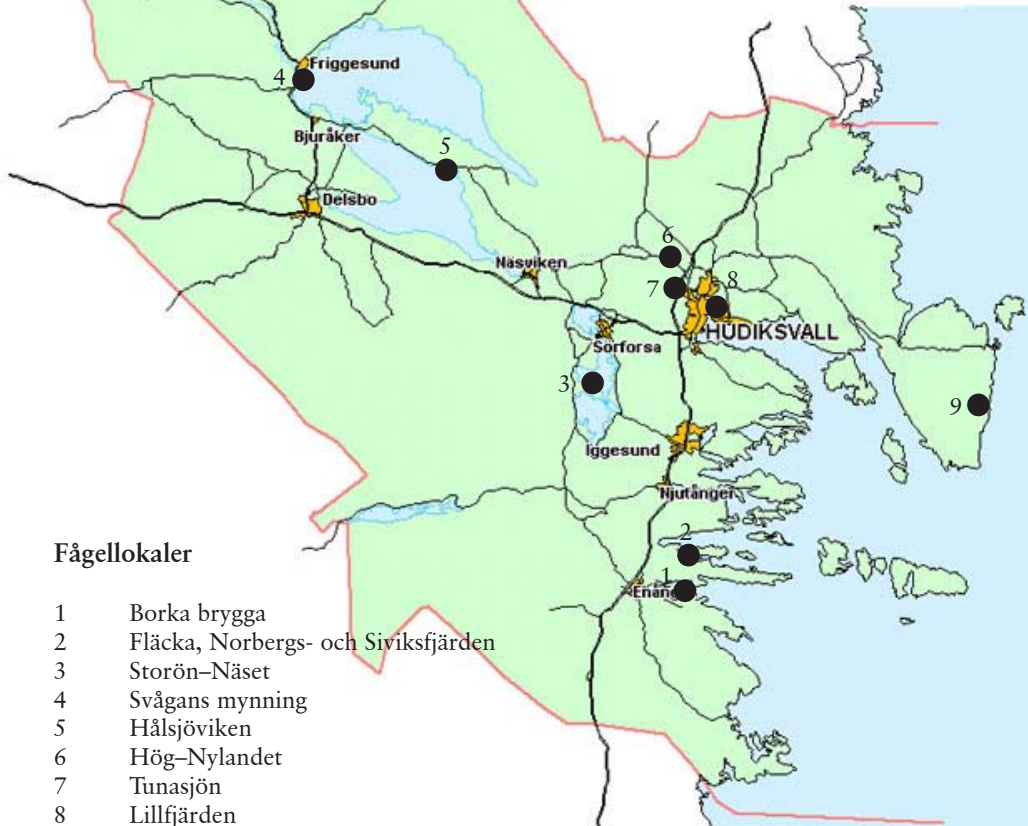 Friggesund
4
Bjuråker
5
Delsbo
6
Näsviken
7
8
HUDIKSVALL
Sörforsa
3
9
Iggesund
Njutånger
2
1
Enång
Fågellokaler
1 Borka brygga
2 Fläcka, Norbergs- och Siviksfjärden
3 Storön–Näset
4 Svågans mynning
5 Hålsjöviken
6 Hög–Nylandet
7 Tunasjön
8 Lillfjärden